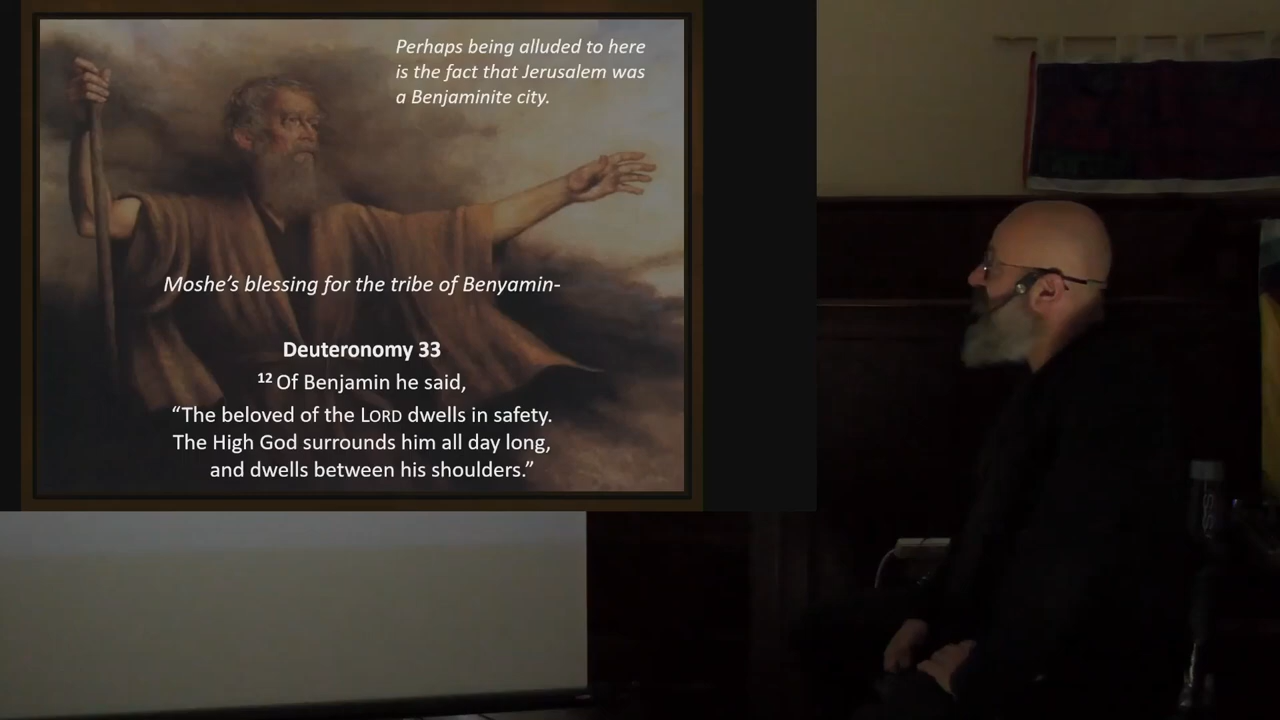 Perhaps being alluded to here
is the fact that Jerusalem was
a Benjaminite city.
Moshe’s blessing for the tribe of Benyamin-
Deuteronomy 33
12 Of Benjamin he said,
“The beloved of the LORD dwells in safety.
The High God surrounds him all day long,
and dwells between his shoulders.”